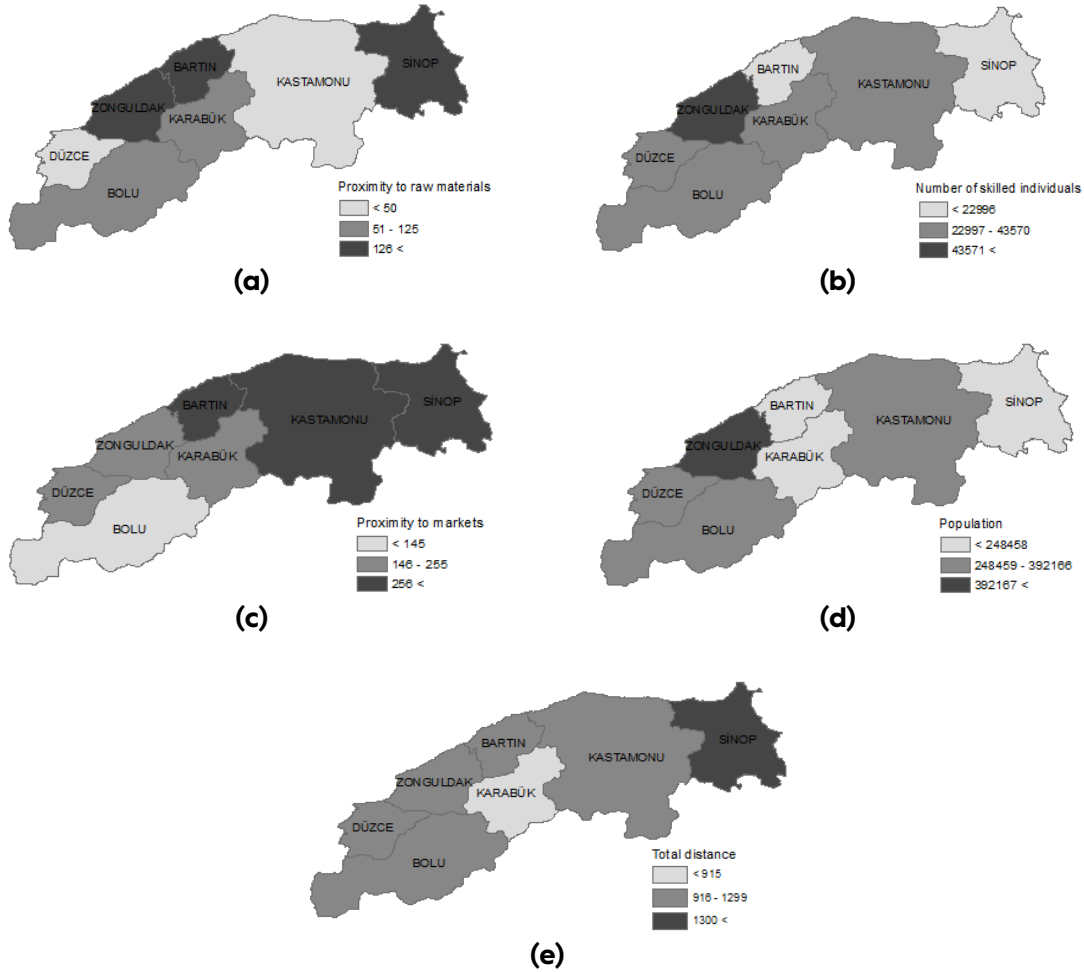 BARTIN
SİNOP
KASTAMONU
ZONGULDAK
KARABÜK
DÜZCE
BOLU
Proximity to raw materials
< 50
51 - 125
126 <
(a)
BARTIN
SİNOP
KASTAMONU
ZONGULDAK
KARABÜK
DÜZCE
BOLU
Number of skilled individuals
< 22996
22997 - 43570
43571 <
(b)
BARTIN
SİNOP
KASTAMONU
ZONGULDAK
KARABÜK
DÜZCE
BOLU
Proximity to markets
< 145
146 - 255
256 <
(c)
BARTIN
SİNOP
KASTAMONU
ZONGULDAK
KARABÜK
DÜZCE
BOLU
Population
< 248458
248459 - 392166
392167 <
(d)
BARTIN
SİNOP
KASTAMONU
ZONGULDAK
KARABÜK
DÜZCE
BOLU
Total distance
< 915
916 - 1299
1300 <
(e)